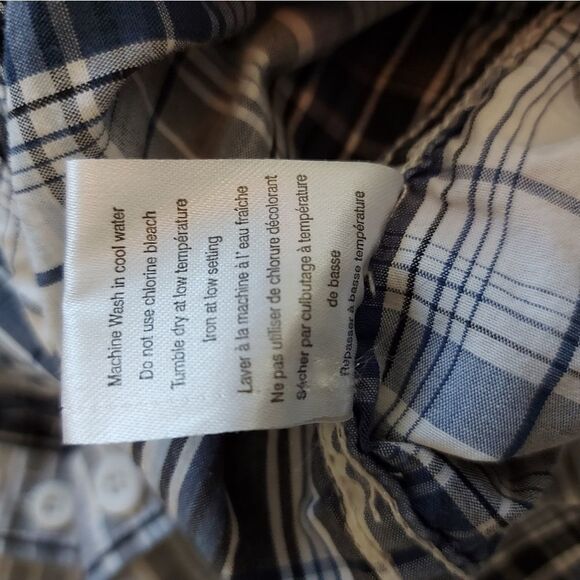 Machine Wash in cool water
Do not use chlorine bleach
Tumble dry at low température
Iron at low setting
Laver à la machine à l' eau fraîche
Ne pas utiliser de chlorure décolorant
Sécher par culbutage à température
de basse
Repasser à basse température